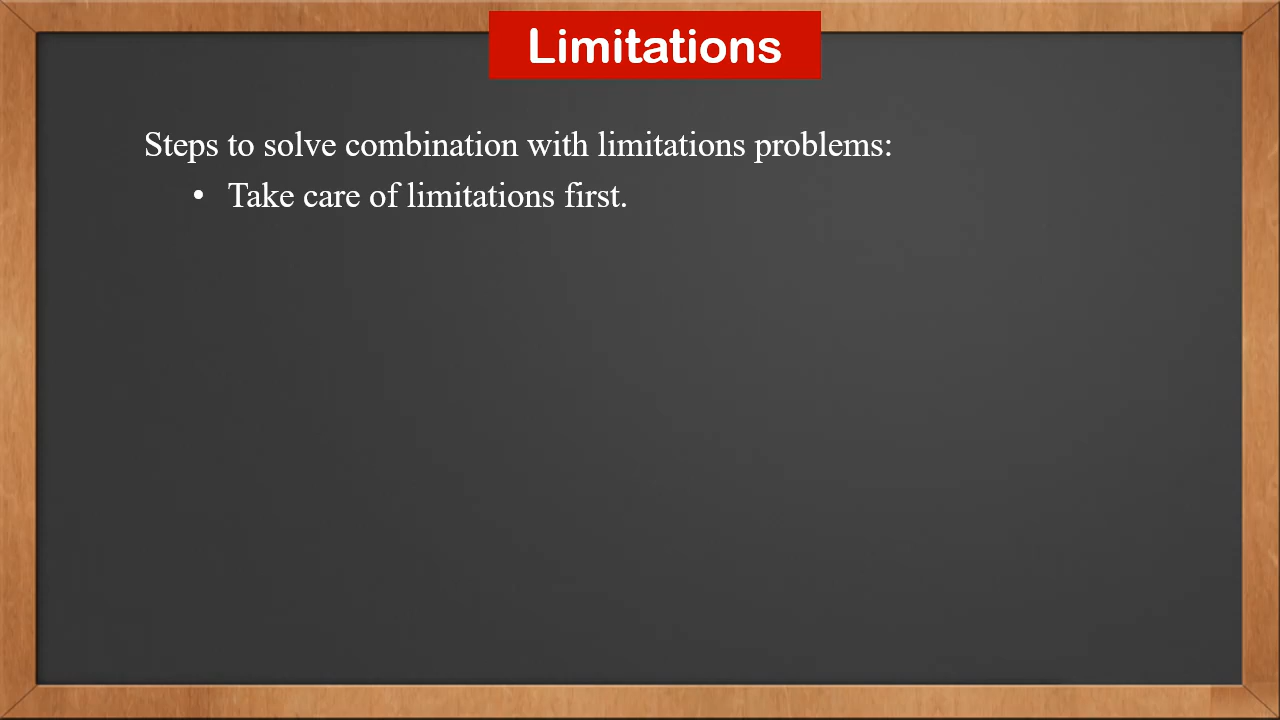 Limitations
Steps to solve combination with limitations problems:
• Take care of limitations first.